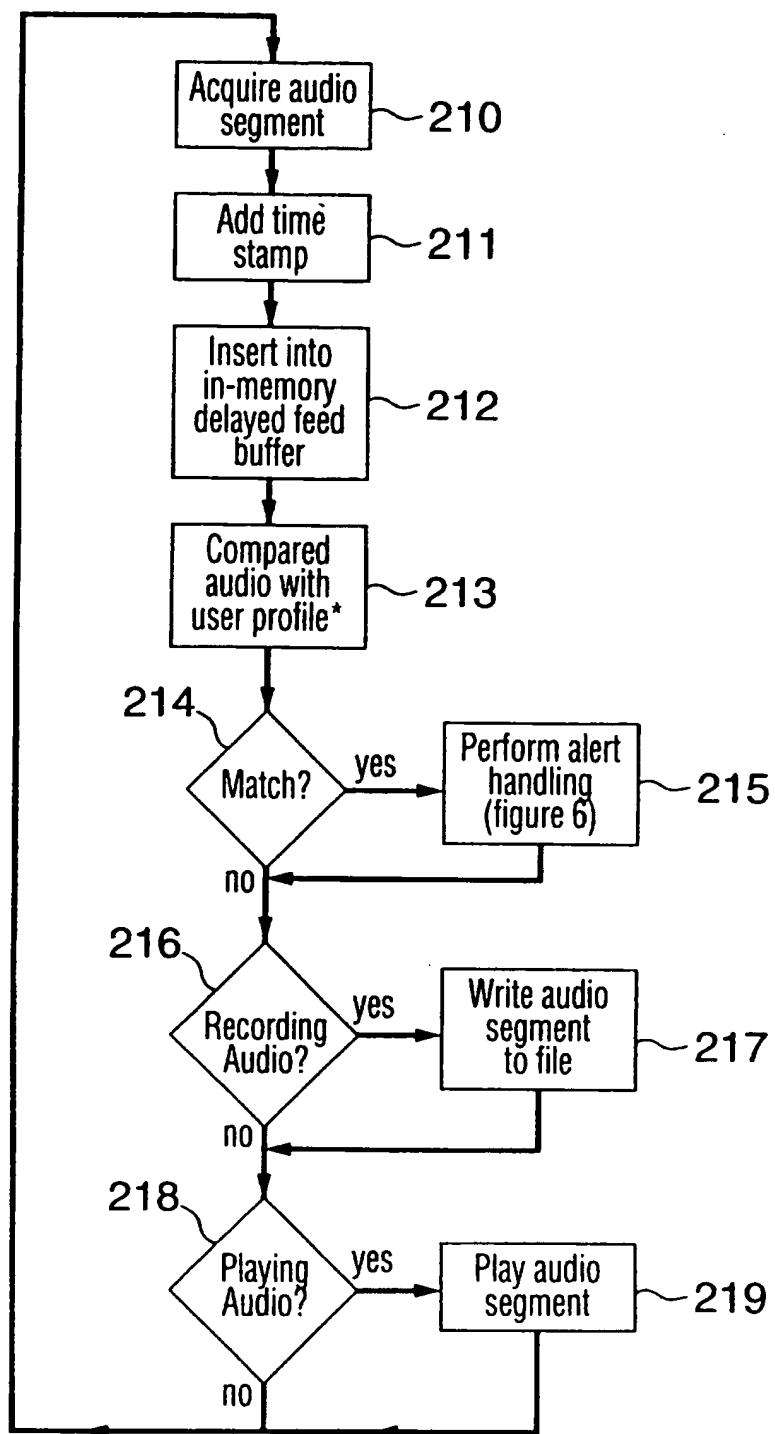 Acquire audio
segment
210
Add time
stamp
211
Insert into
in-memory
delayed feed
buffer
212
Compared
audio with
user profile*
213
214
Match?
yes
no
Perform alert
handling
(figure 6)
215
216
Recording
Audio?
yes
no
Write audio
segment
to file
217
218
Playing
Audio?
yes
no
Play audio
segment
219